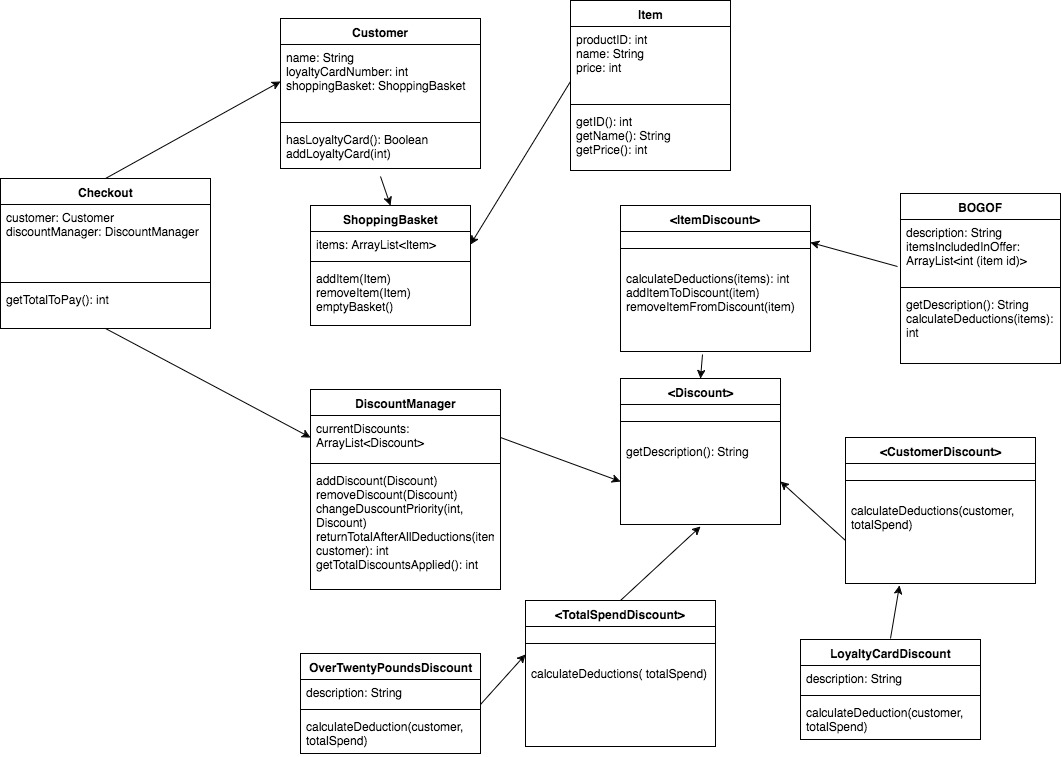 Customer
name: String
loyaltyCardNumber: int
shoppingBasket: ShoppingBasket
hasLoyaltyCard(): Boolean
addLoyaltyCard(int)
Item
productID: int
name: String
price: int
getID(): int
getName(): String
getPrice(): int
Checkout
customer: Customer
discountManager: DiscountManager
getTotalToPay(): int
ShoppingBasket
items: ArrayList<Item>
addItem(Item)
removeItem(Item)
emptyBasket()
<ItemDiscount>
calculateDeductions(items): int
addItemToDiscount(item)
removeItemFromDiscount(item)
BOGOF
description: String
itemsIncludedInOffer:
ArrayList<int (item id)>
getDescription(): String
calculateDeductions(items):
int
DiscountManager
currentDiscounts:
ArrayList<Discount>
addDiscount(Discount)
removeDiscount(Discount)
changeDuscountPriority(int,
Discount)
returnTotalAfterAllDeductions(iten
customer): int
getTotalDiscountsApplied(): int
<Discount>
getDescription(): String
<CustomerDiscount>
calculateDeductions(customer,
totalSpend)
<TotalSpendDiscount>
calculateDeductions( totalSpend)
OverTwentyPoundsDiscount
description: String
calculateDeduction(customer,
totalSpend)
LoyaltyCardDiscount
description: String
calculateDeduction(customer,
totalSpend)